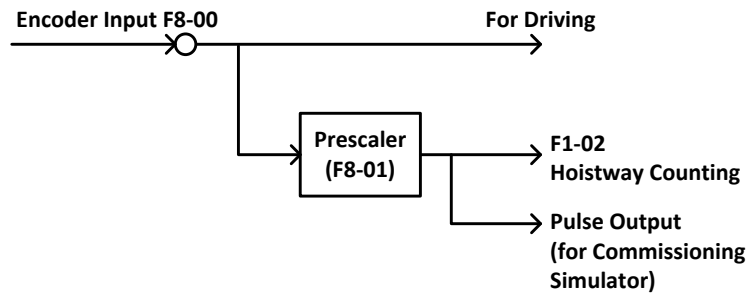 Encoder Input F8-00
For Driving
Prescaler
(F8-01)
F1-02
Hoistway Counting
Pulse Output
(for Commissioning
Simulator)